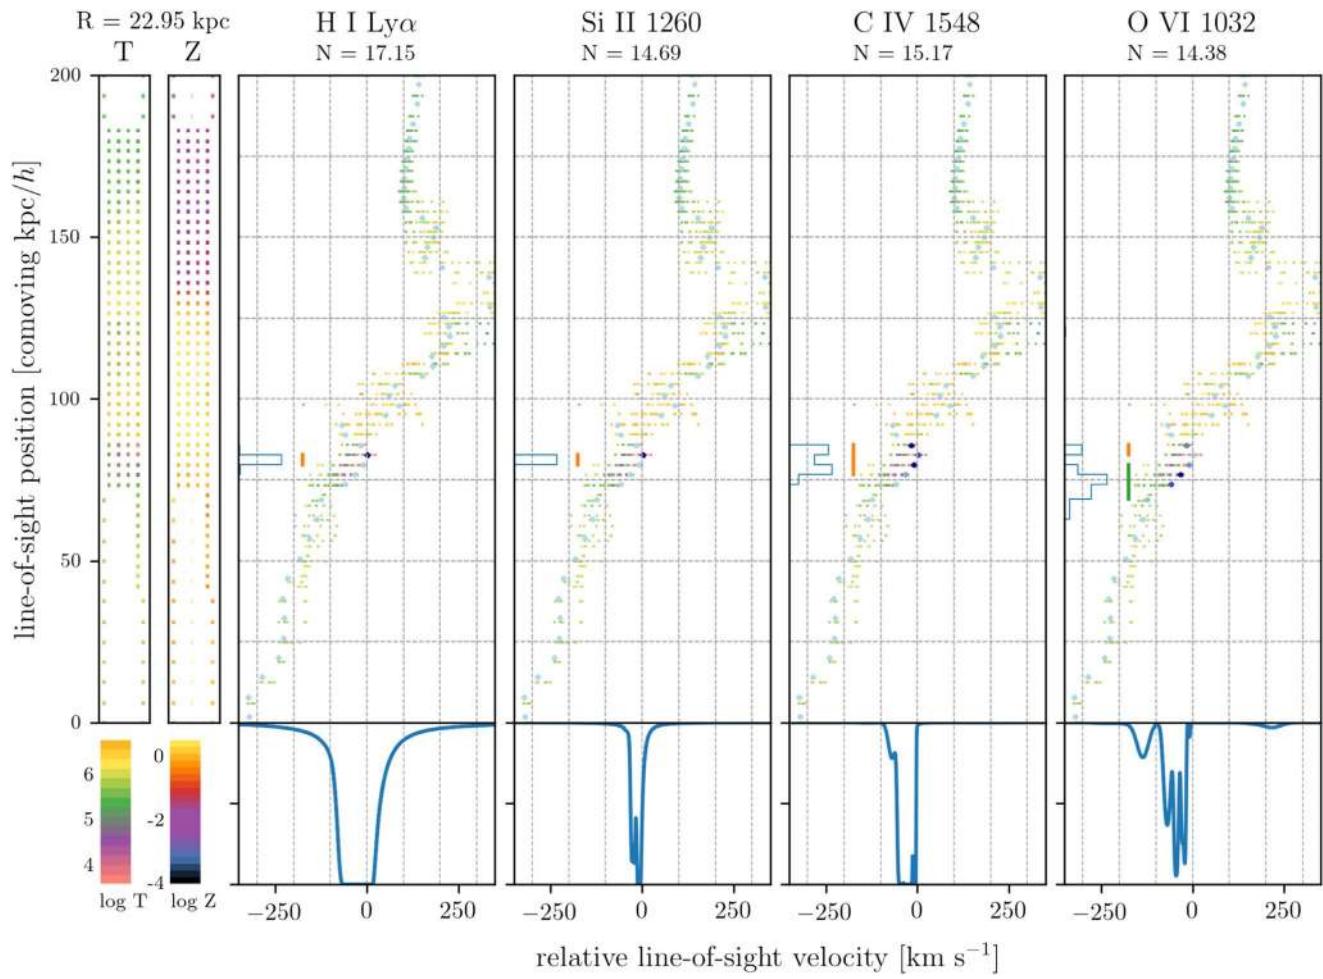 R = 22.95 kpc
T Z
H I Lyα
N = 17.15
Si II 1260
N = 14.69
C IV 1548
N = 15.17
O VI 1032
N = 14.38
line-of-sight position [comoving kpc/h]
200
150
100
50
0
6
5
4
log T
0
-2
-4
log Z
−250 0 250
−250 0 250
−250 0 250
−250 0 250
relative line-of-sight velocity [km s⁻¹]